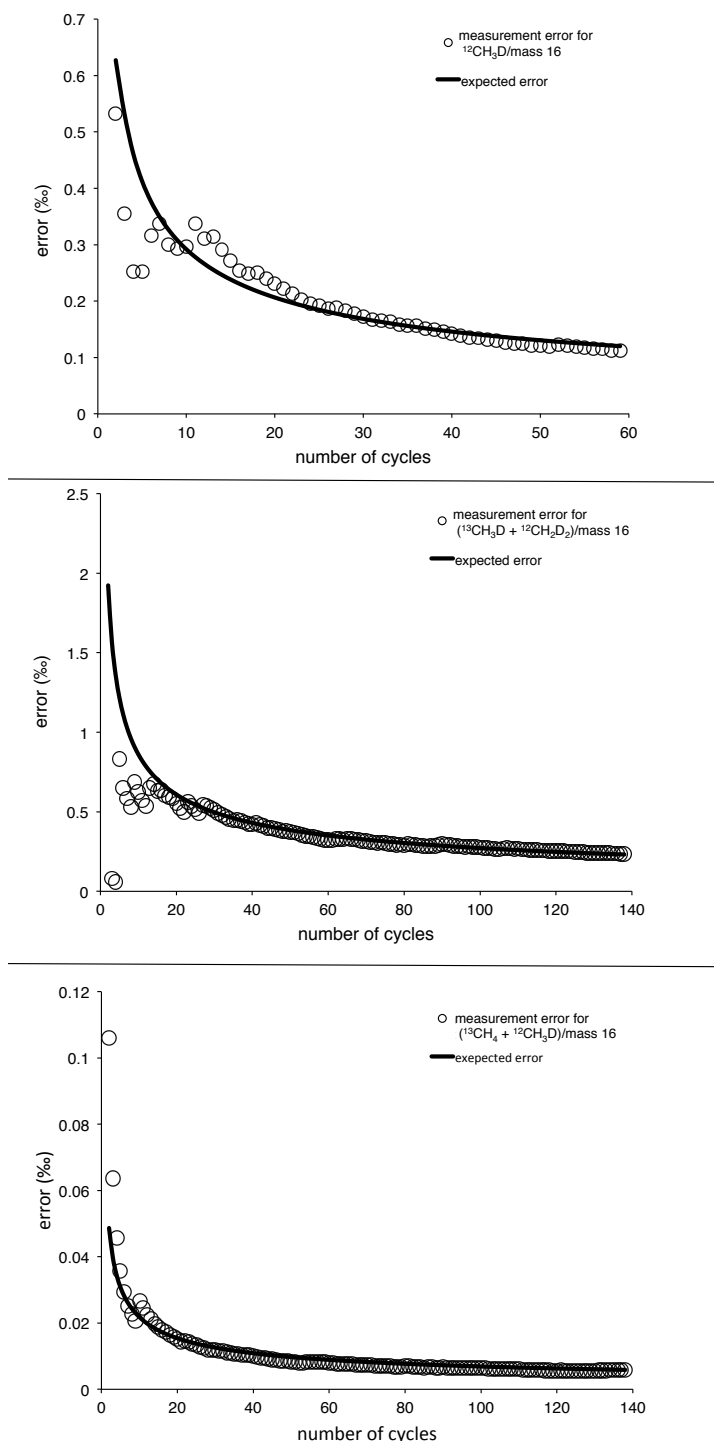 0.7
0.6
0.5
0.4
0.3
0.2
0.1
0
error (‰)
measurement error for
¹²CH₃D/mass 16
expected error
0 10 20 30 40 50 60
number of cycles
2.5
2
1.5
1
0.5
0
error (‰)
measurement error for
(¹³CH₃D + ¹²CH₂D₂)/mass 16
expected error
0 20 40 60 80 100 120 140
number of cycles
0.12
0.1
0.08
0.06
0.04
0.02
0
error (‰)
measurement error for
(¹³CH₄ + ¹²CH₃D)/mass 16
exepected error
0 20 40 60 80 100 120 140
number of cycles